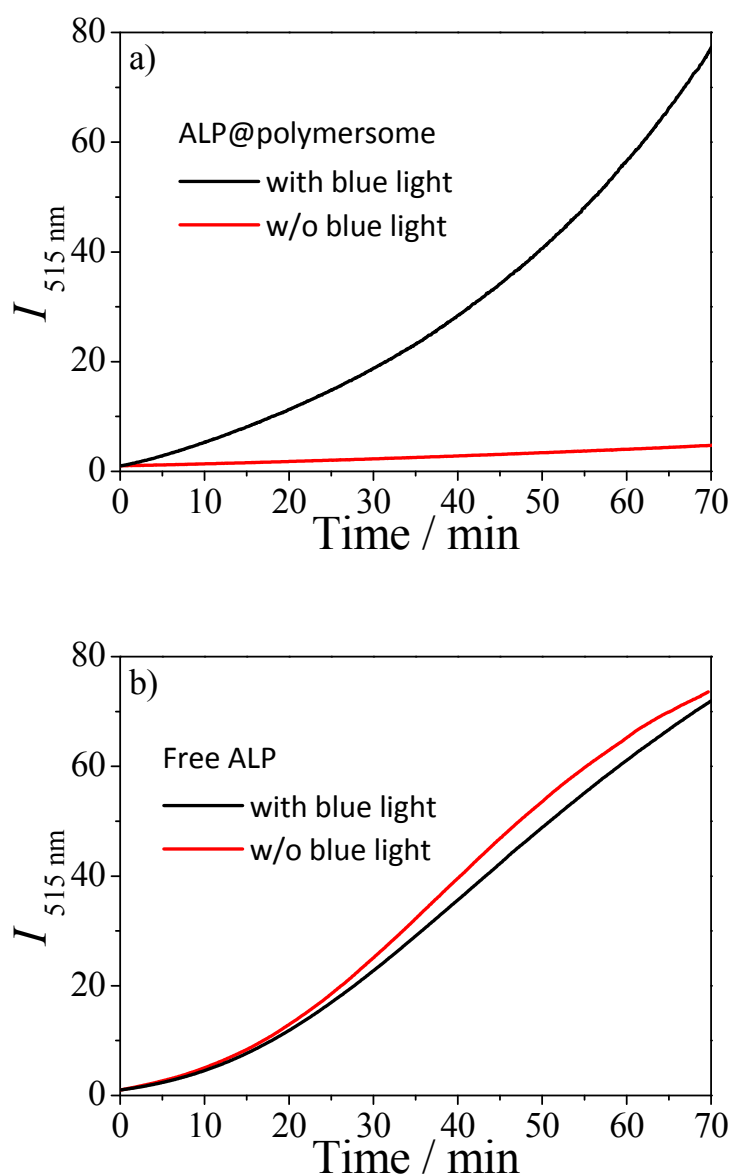 a)
ALP@polymersome
with blue light
w/o blue light
I 515 nm
80
60
40
20
0
0 10 20 30 40 50 60 70
Time / min
b)
Free ALP
with blue light
w/o blue light
I 515 nm
80
60
40
20
0
0 10 20 30 40 50 60 70
Time / min